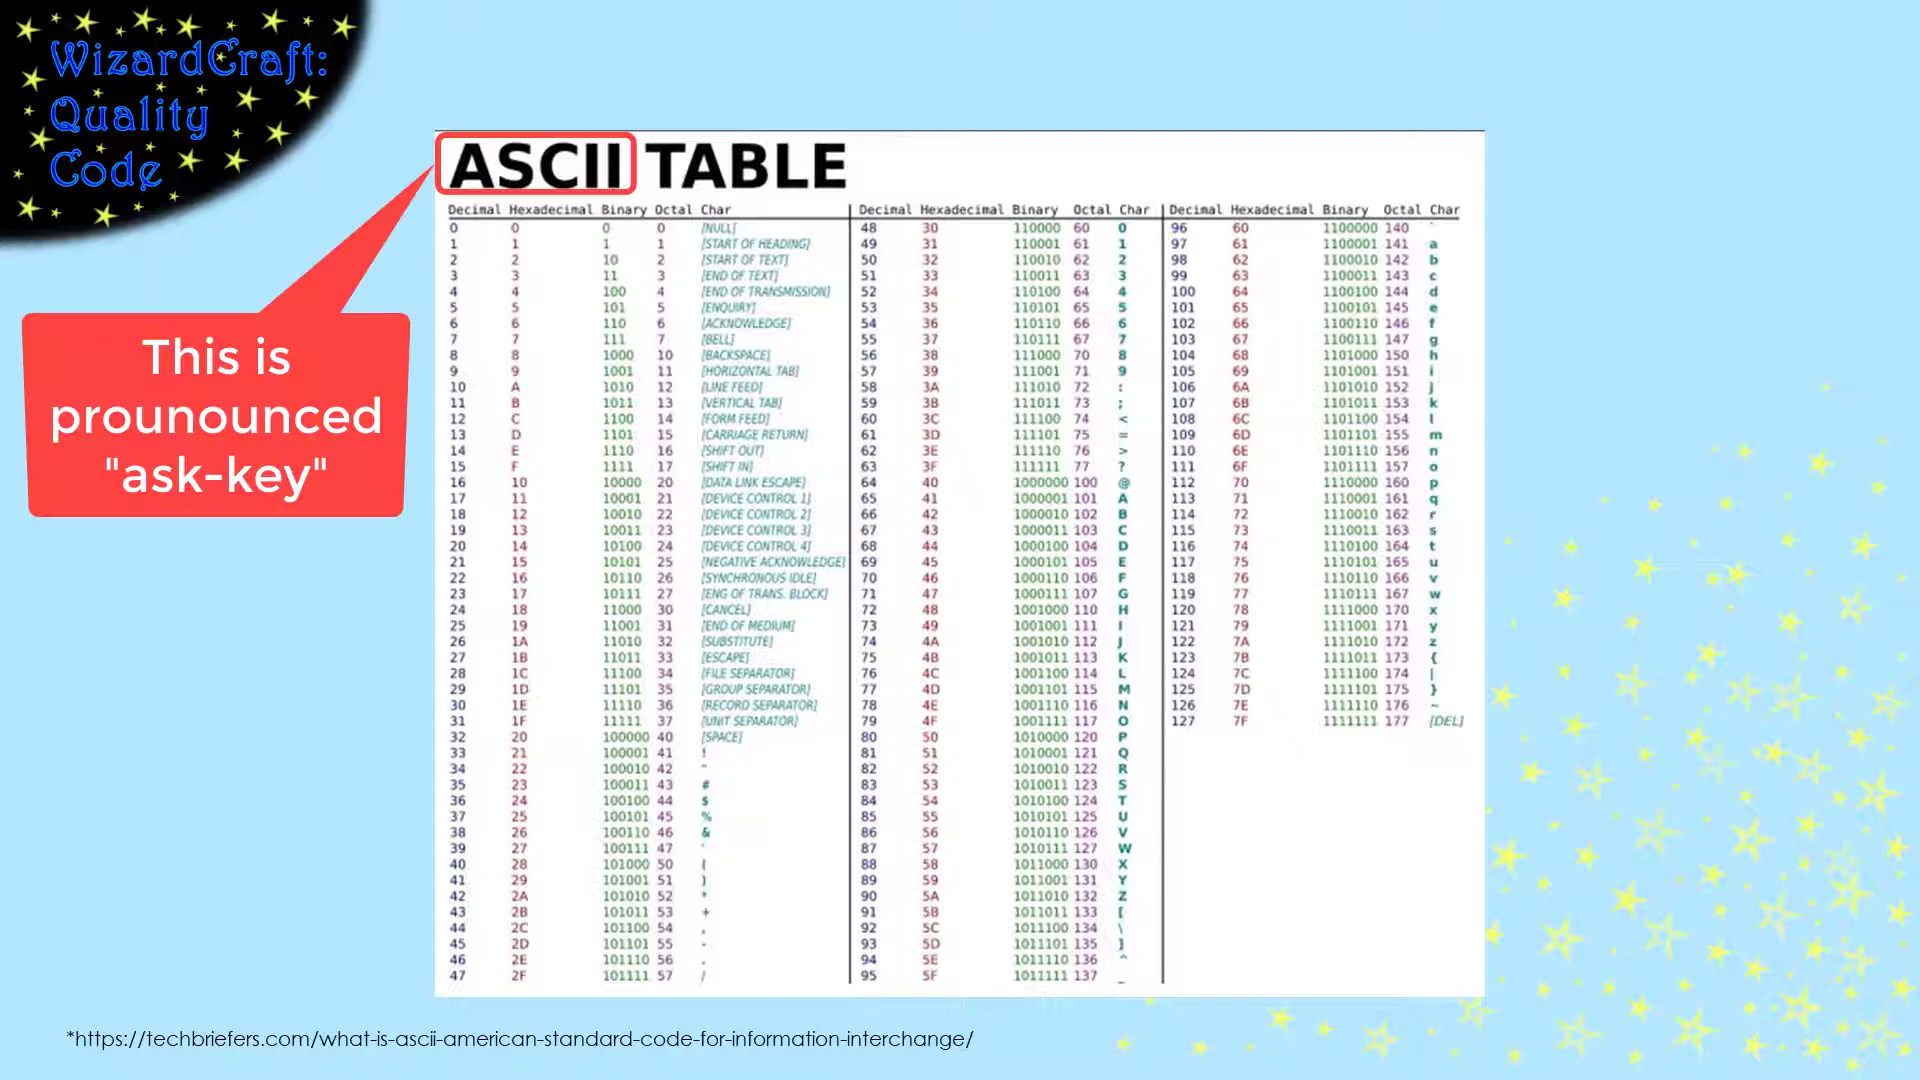 WizardCraft:
Quality
Code
ASCII TABLE
This is
prounounced
"ask-key"
Decimal Hexadecimal Binary Octal Char Decimal Hexadecimal Binary Octal Char Decimal Hexadecimal Binary Octal Char
0 0 0 0 [NULL] 48 30 110000 60 0 96 60 1100000 140 `
1 1 1 1 [START OF HEADING] 49 31 110001 61 1 97 61 1100001 141 a
2 2 10 2 [START OF TEXT] 50 32 110010 62 2 98 62 1100010 142 b
3 3 11 3 [END OF TEXT] 51 33 110011 63 3 99 63 1100011 143 c
4 4 100 4 [END OF TRANSMISSION] 52 34 110100 64 4 100 64 1100100 144 d
5 5 101 5 [ENQUIRY] 53 35 110101 65 5 101 65 1100101 145 e
6 6 110 6 [ACKNOWLEDGE] 54 36 110110 66 6 102 66 1100110 146 f
7 7 111 7 [BELL] 55 37 110111 67 7 103 67 1100111 147 g
8 8 1000 10 [BACKSPACE] 56 38 111000 70 8 104 68 1101000 150 h
9 9 1001 11 [HORIZONTAL TAB] 57 39 111001 71 9 105 69 1101001 151 i
10 A 1010 12 [LINE FEED] 58 3A 111010 72 : 106 6A 1101010 152 j
11 B 1011 13 [VERTICAL TAB] 59 3B 111011 73 ; 107 6B 1101011 153 k
12 C 1100 14 [FORM FEED] 60 3C 111100 74 < 108 6C 1101100 154 l
13 D 1101 15 [CARRIAGE RETURN] 61 3D 111101 75 = 109 6D 1101101 155 m
14 E 1110 16 [SHIFT OUT] 62 3E 111110 76 > 110 6E 1101110 156 n
15 F 1111 17 [SHIFT IN] 63 3F 111111 77 ? 111 6F 1101111 157 o
16 10 10000 20 [DATA LINK ESCAPE] 64 40 1000000 100 @ 112 70 1110000 160 p
17 11 10001 21 [DEVICE CONTROL 1] 65 41 1000001 101 A 113 71 1110001 161 q
18 12 10010 22 [DEVICE CONTROL 2] 66 42 1000010 102 B 114 72 1110010 162 r
19 13 10011 23 [DEVICE CONTROL 3] 67 43 1000011 103 C 115 73 1110011 163 s
20 14 10100 24 [DEVICE CONTROL 4] 68 44 1000100 104 D 116 74 1110100 164 t
21 15 10101 25 [NEGATIVE ACKNOWLEDGE] 69 45 1000101 105 E 117 75 1110101 165 u
22 16 10110 26 [SYNCHRONOUS IDLE] 70 46 1000110 106 F 118 76 1110110 166 v
23 17 10111 27 [ENG OF TRANS. BLOCK] 71 47 1000111 107 G 119 77 1110111 167 w
24 18 11000 30 [CANCEL] 72 48 1001000 110 H 120 78 1111000 170 x
25 19 11001 31 [END OF MEDIUM] 73 49 1001001 111 I 121 79 1111001 171 y
26 1A 11010 32 [SUBSTITUTE] 74 4A 1001010 112 J 122 7A 1111010 172 z
27 1B 11011 33 [ESCAPE] 75 4B 1001011 113 K 123 7B 1111011 173 {
28 1C 11100 34 [FILE SEPARATOR] 76 4C 1001100 114 L 124 7C 1111100 174 |
29 1D 11101 35 [GROUP SEPARATOR] 77 4D 1001101 115 M 125 7D 1111101 175 }
30 1E 11110 36 [RECORD SEPARATOR] 78 4E 1001110 116 N 126 7E 1111110 176 ~
31 1F 11111 37 [UNIT SEPARATOR] 79 4F 1001111 117 O 127 7F 1111111 177 [DEL]
32 20 100000 40 [SPACE] 80 50 1010000 120 P
33 21 100001 41 ! 81 51 1010001 121 Q
34 22 100010 42 " 82 52 1010010 122 R
35 23 100011 43 # 83 53 1010011 123 S
36 24 100100 44 $ 84 54 1010100 124 T
37 25 100101 45 % 85 55 1010101 125 U
38 26 100110 46 & 86 56 1010110 126 V
39 27 100111 47 ' 87 57 1010111 127 W
40 28 101000 50 ( 88 58 1011000 130 X
41 29 101001 51 ) 89 59 1011001 131 Y
42 2A 101010 52 * 90 5A 1011010 132 Z
43 2B 101011 53 + 91 5B 1011011 133 [
44 2C 101100 54 , 92 5C 1011100 134 \
45 2D 101101 55 - 93 5D 1011101 135 ]
46 2E 101110 56 . 94 5E 1011110 136 ^
47 2F 101111 57 / 95 5F 1011111 137 _
*https://techbriefers.com/what-is-ascii-american-standard-code-for-information-interchange/